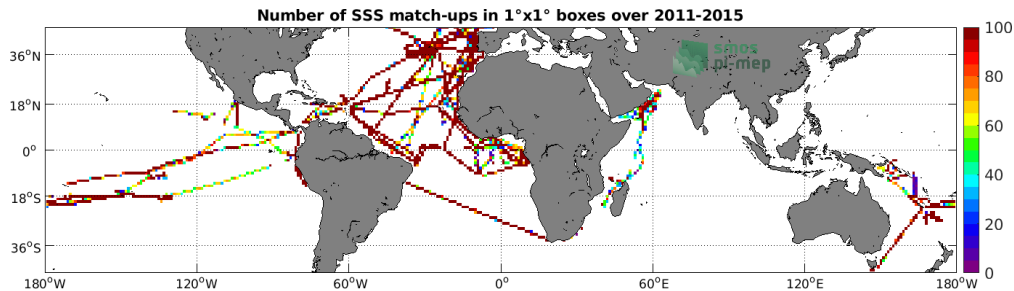 Number of SSS match-ups in 1°x1° boxes over 2011-2015
smos
pi-mep
36°N
18°N
0°
18°S
36°S
180°W
120°W
60°W
0°
60°E
120°E
180°W
100
80
60
40
20
0